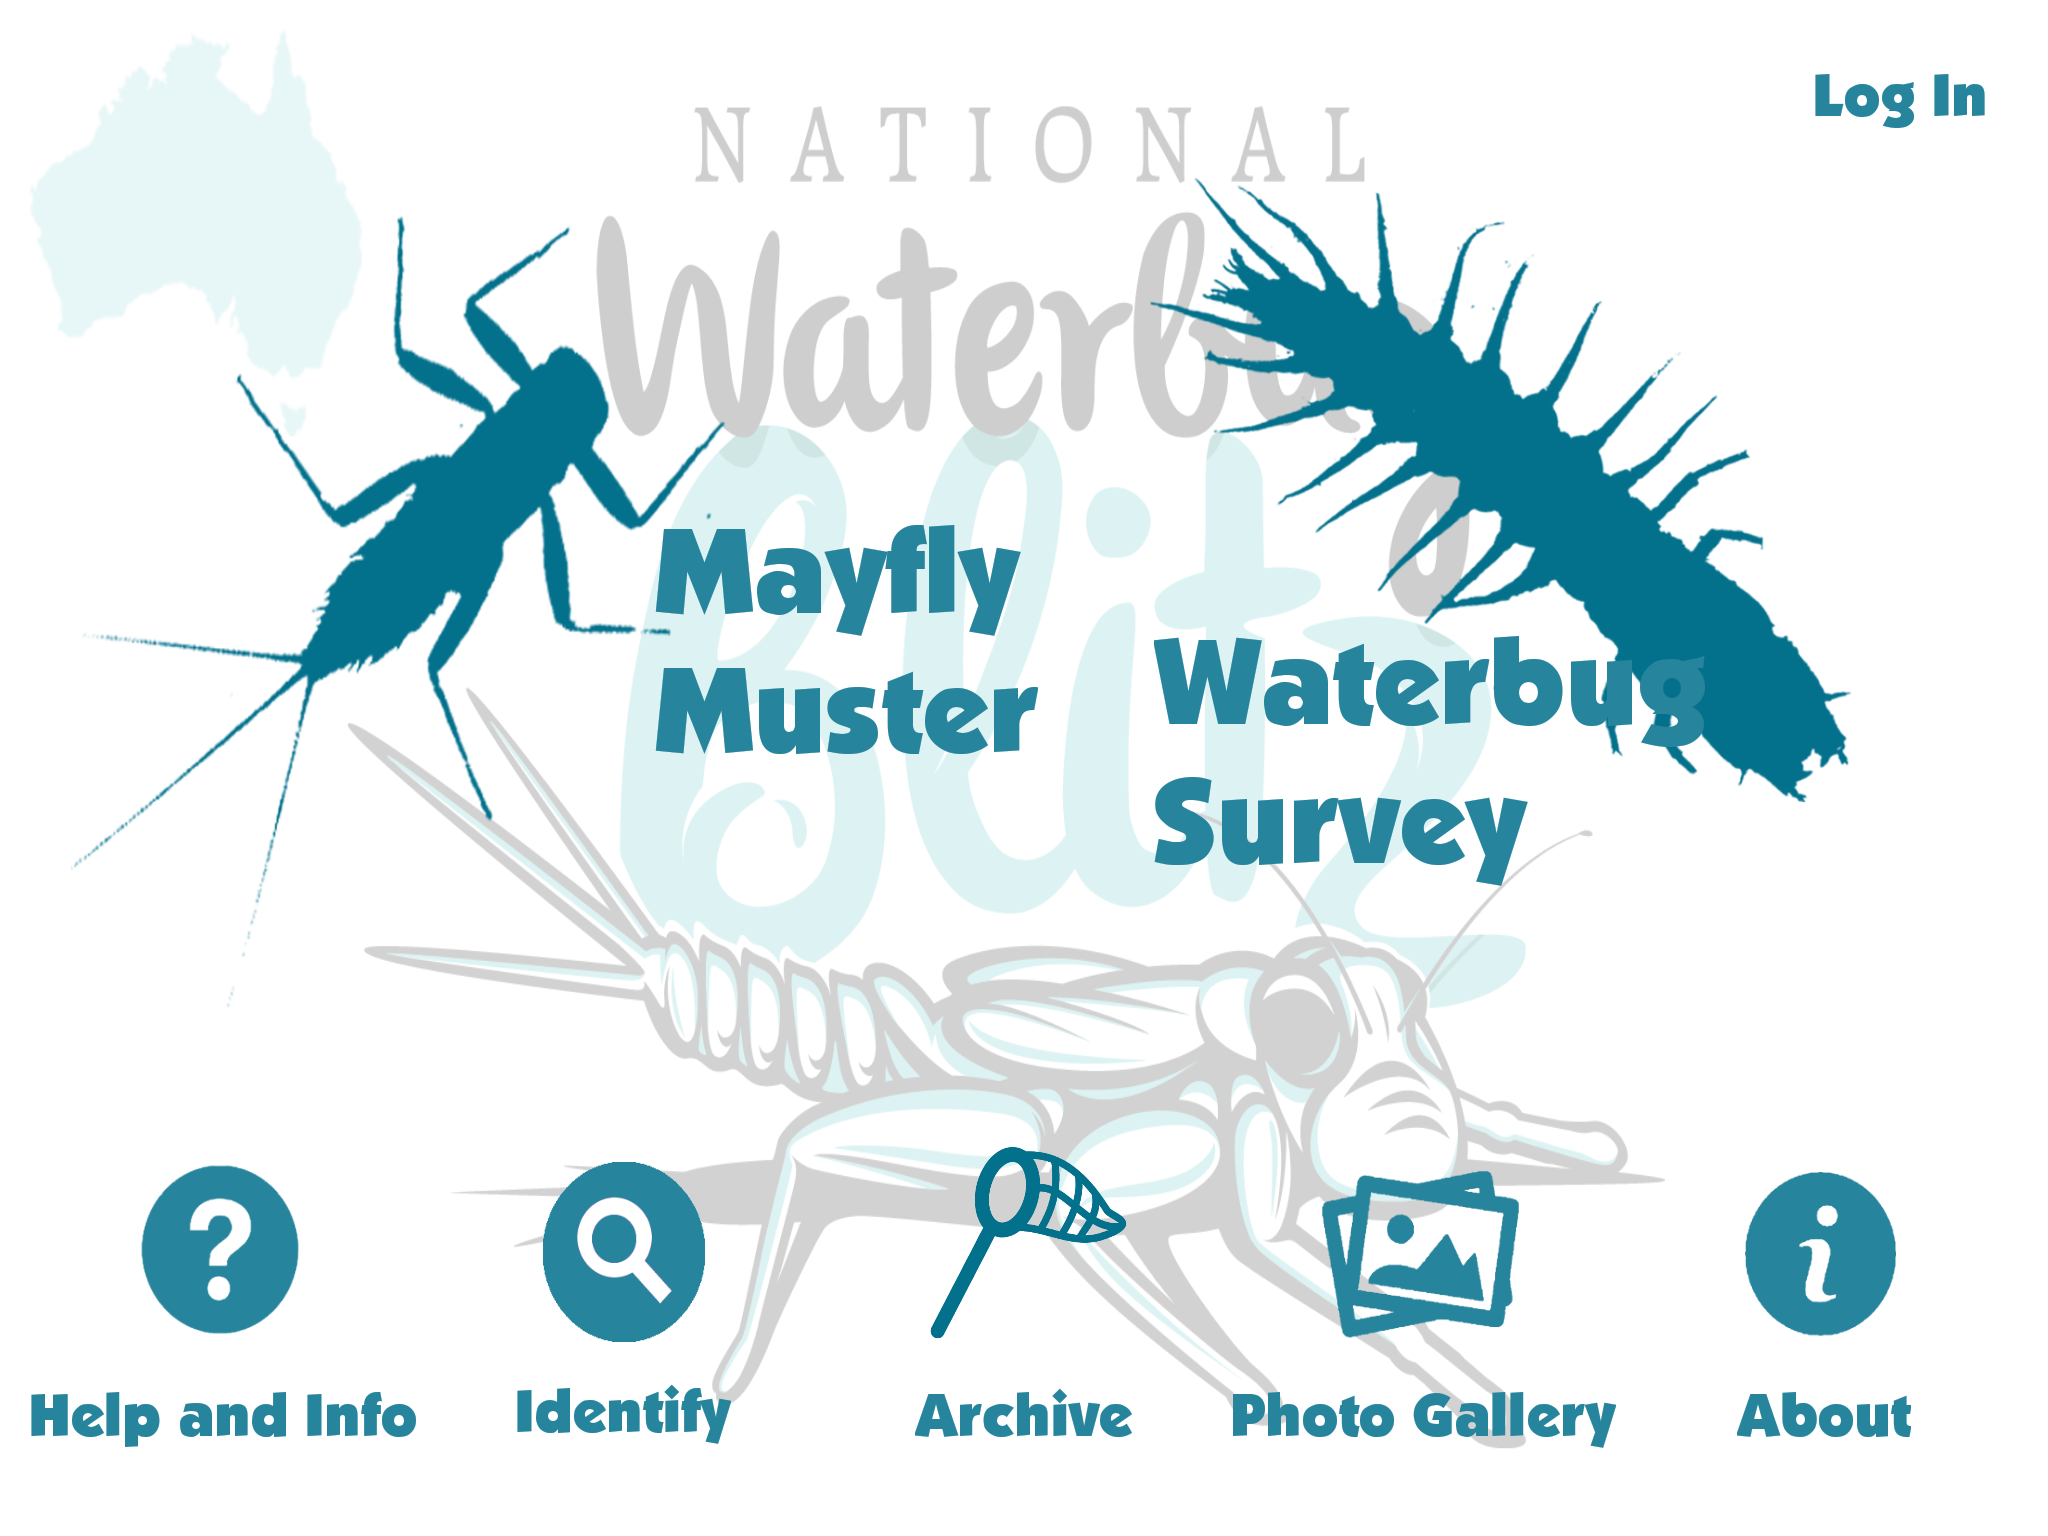 Log In
NATIONAL
Waterbug
Blitz
Mayfly
Muster
Waterbug
Survey
Help and Info
Identify
Archive
Photo Gallery
About